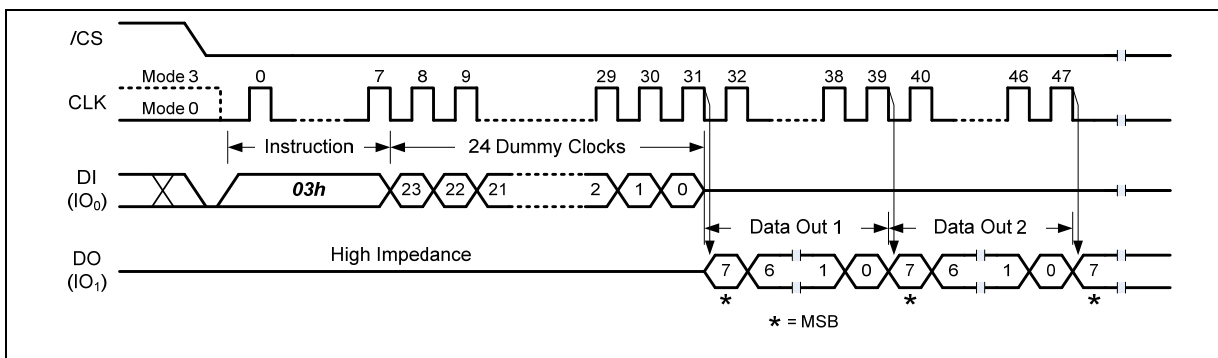 /CS
Mode 3 0 7 8 9 29 30 31 32 38 39 40 46 47
CLK Mode 0
Instruction 24 Dummy Clocks
DI (IO0) 03h 23 22 21 2 1 0
Data Out 1 Data Out 2
DO (IO1) High Impedance 7 6 1 0 7 6 1 0 7
* * *
* = MSB